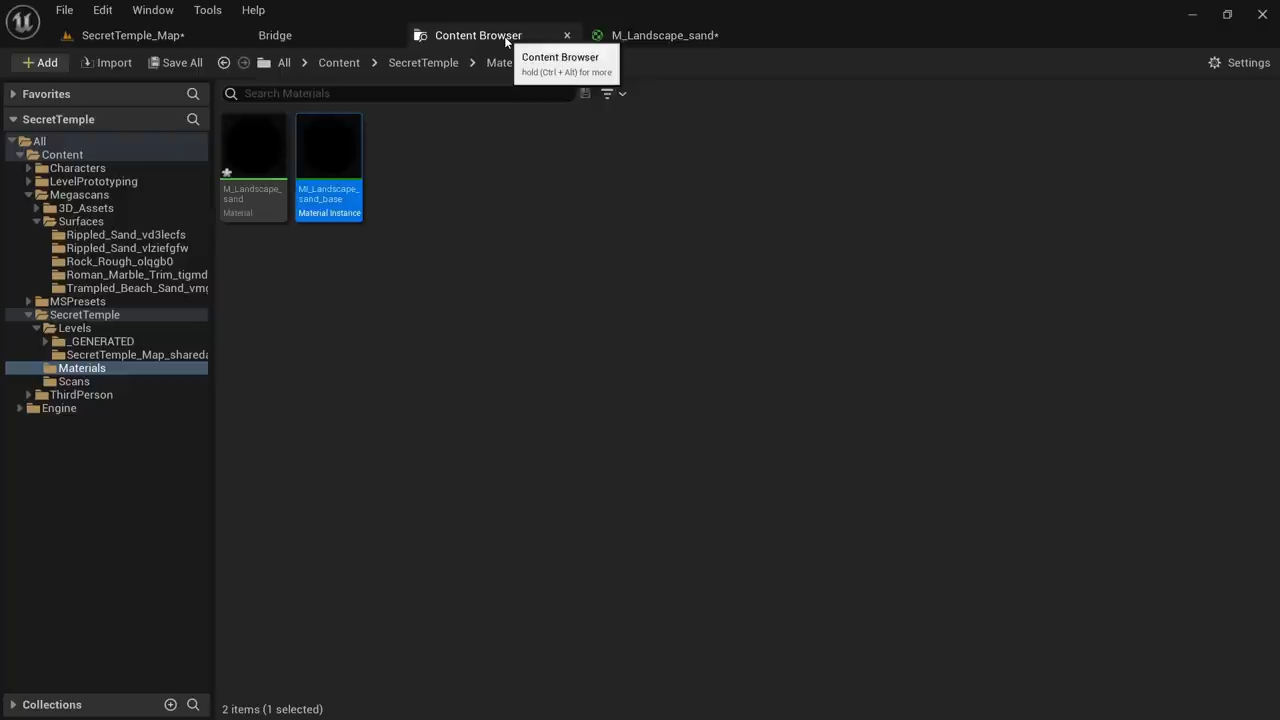 File Edit Window Tools Help
SecretTemple_Map*
Bridge
Content Browser
M_Landscape_sand*
Add
Import
Save All
All
Content
SecretTemple
Mate
Settings
Content Browser
hold (Ctrl + Alt) for more
Favorites
Search Materials
SecretTemple
All
Content
Characters
LevelPrototyping
Megascans
3D_Assets
Surfaces
Rippled_Sand_vd3lecfs
Rippled_Sand_vlziefgfw
Rock_Rough_olqgb0
Roman_Marble_Trim_tigmd
Trampled_Beach_Sand_vmg
MSPresets
SecretTemple
Levels
_GENERATED
SecretTemple_Map_shareda
Materials
Scans
ThirdPerson
Engine
M_Landscape_
sand
Material
MI_Landscape_
sand_base
Material Instance
Collections
2 items (1 selected)